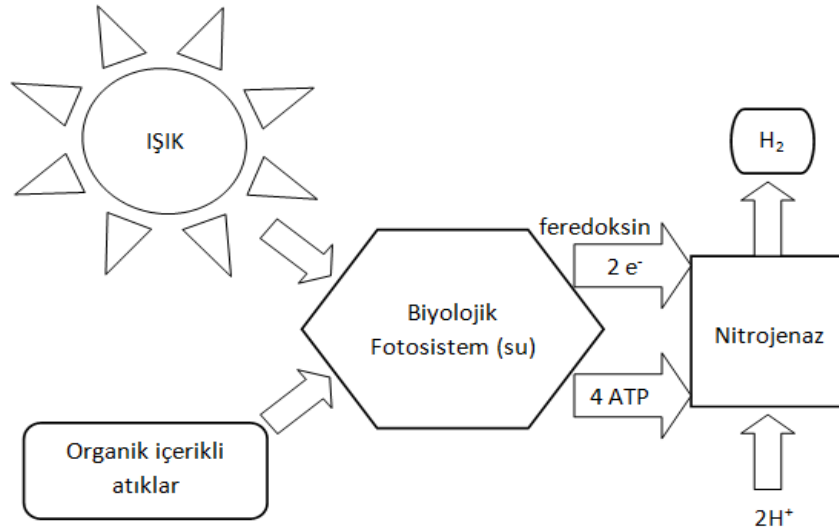 IŞIK
H₂
feredoksin
2 e⁻
Biyolojik
Fotosistem (su)
Nitrojenaz
4 ATP
Organik içerikli
atıklar
2H⁺